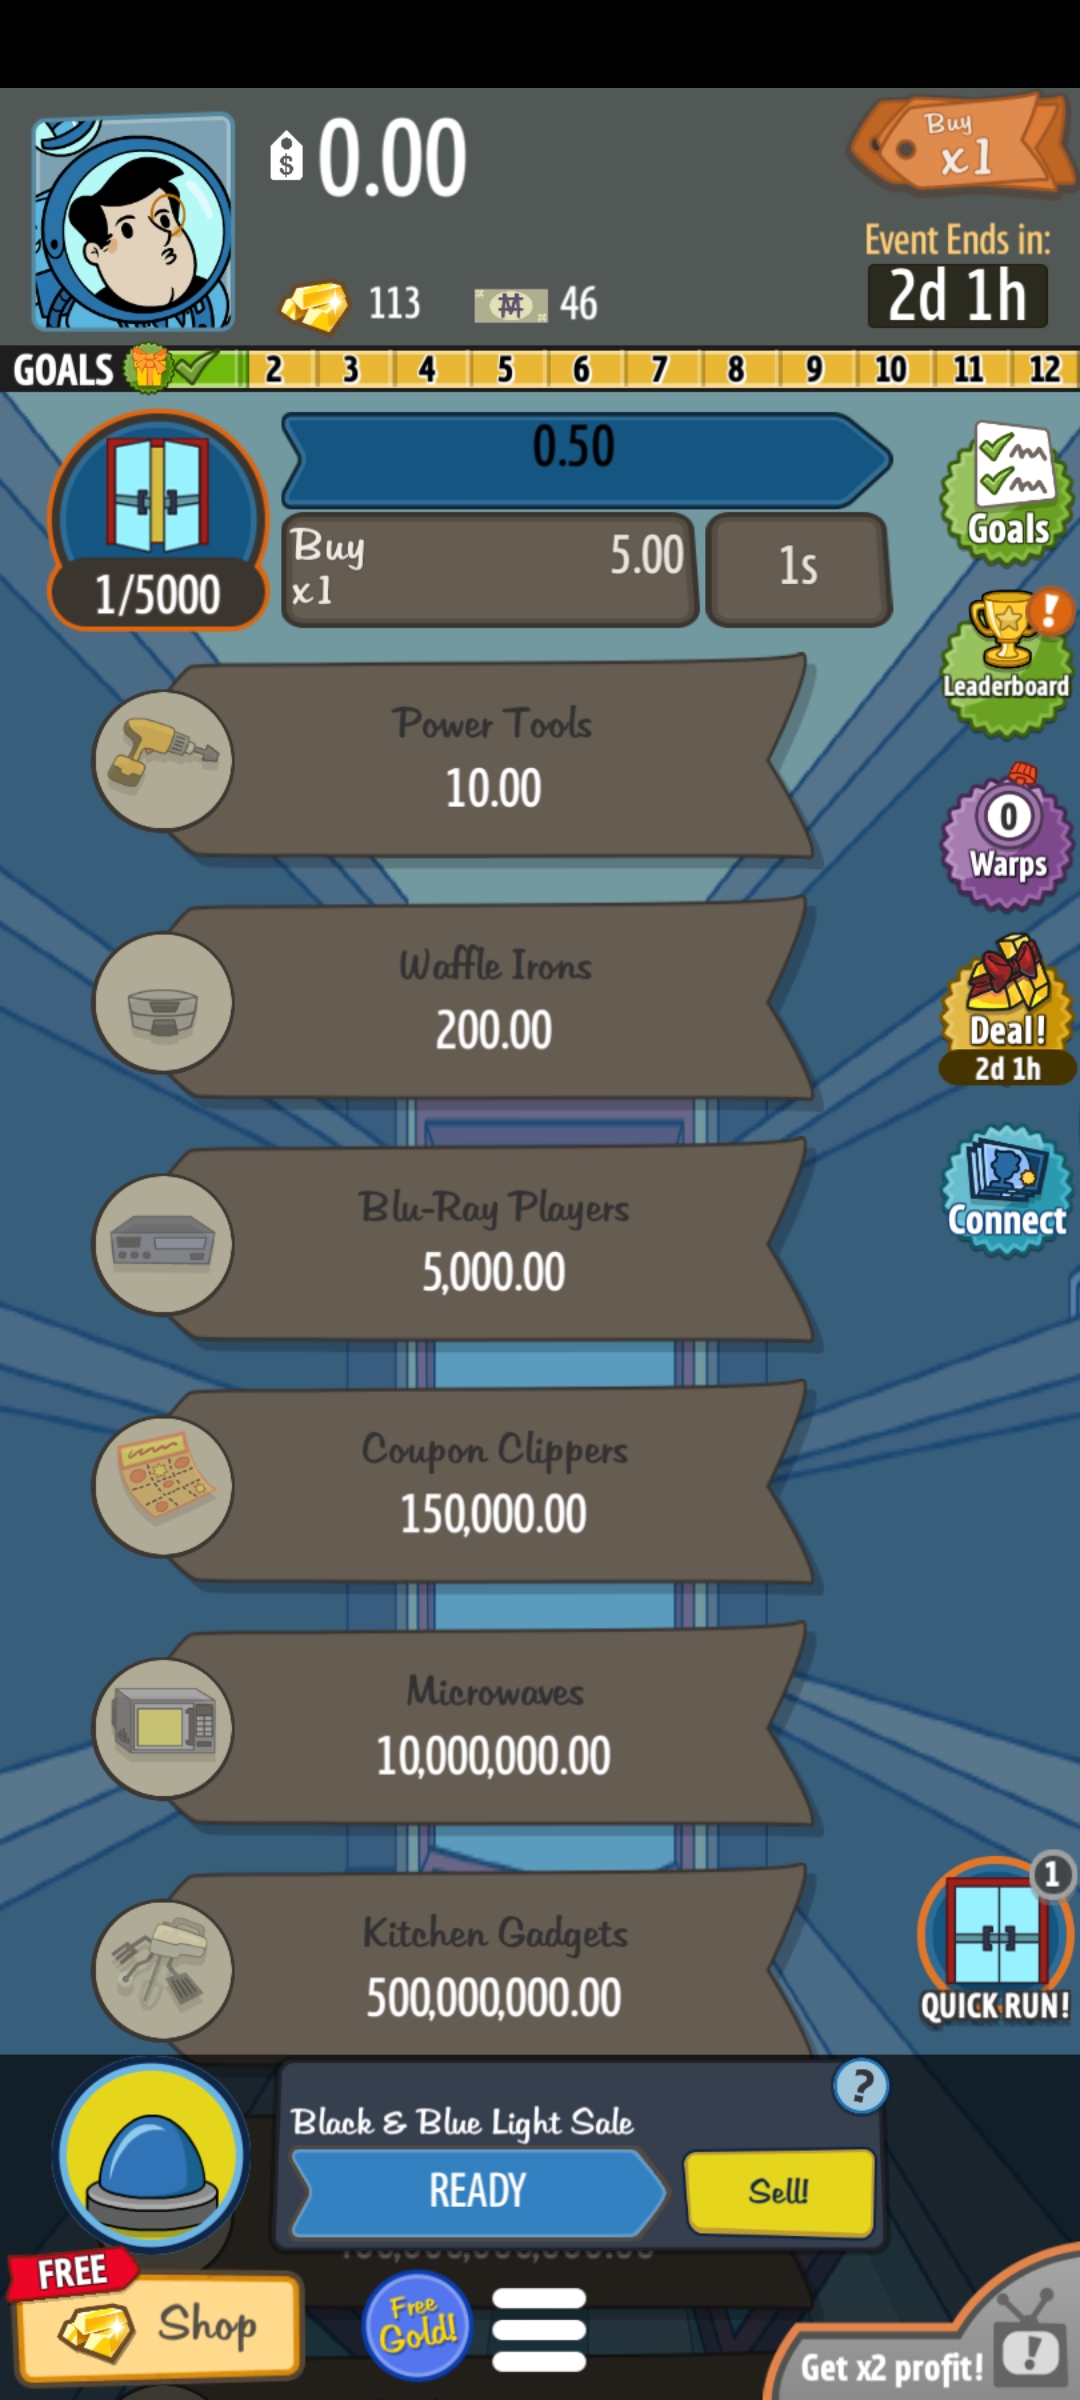 $ 0.00
Buy
x1
Event Ends in:
2d 1h
113
46
GOALS 2 3 4 5 6 7 8 9 10 11 12
0.50
Buy
x1
5.00
1s
1/5000
Goals
Power Tools
10.00
Leaderboard
!
0
Warps
Waffle Irons
200.00
Deal!
2d 1h
Blu-Ray Players
5,000.00
Connect
Coupon Clippers
150,000.00
Microwaves
10,000,000.00
Kitchen Gadgets
500,000,000.00
1
QUICK RUN!
Black & Blue Light Sale
?
READY
Sell!
FREE
Shop
Free
Gold!
Get x2 profit!
!